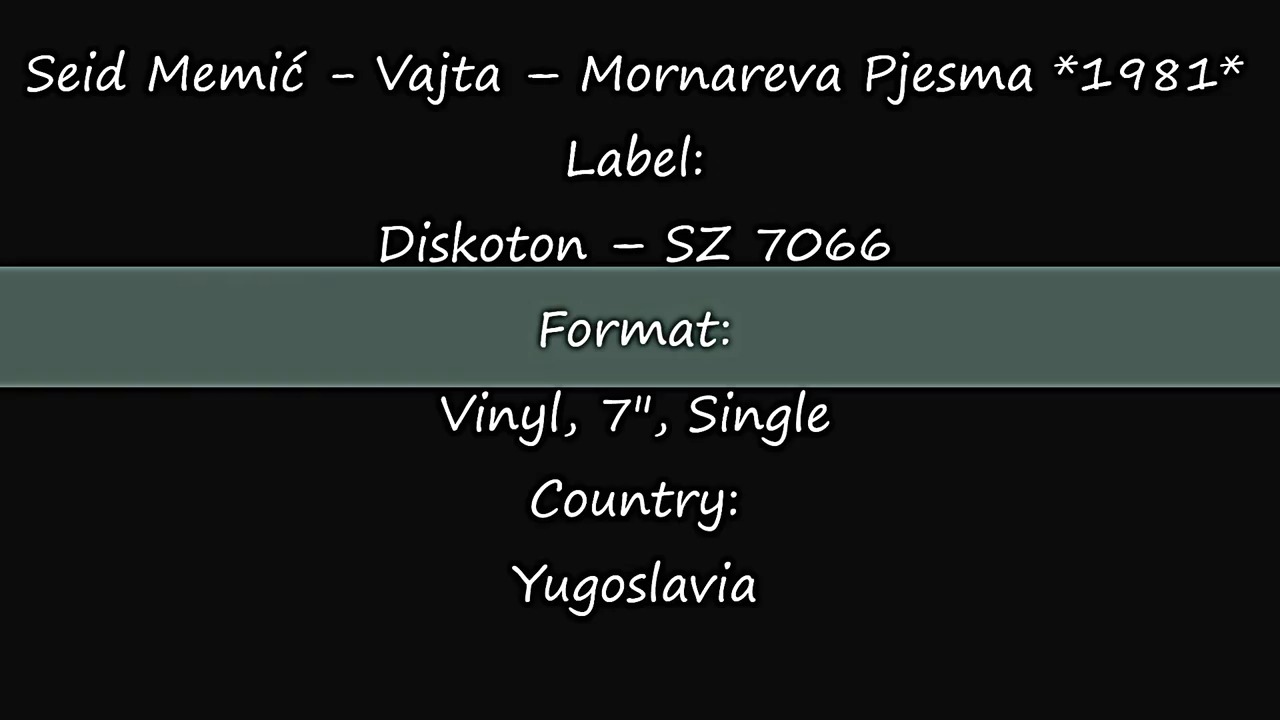 Seid Memić - Vajta – Mornareva Pjesma *1981*
Label:
Diskoton – SZ 7066
Format:
Vinyl, 7", Single
Country:
Yugoslavia